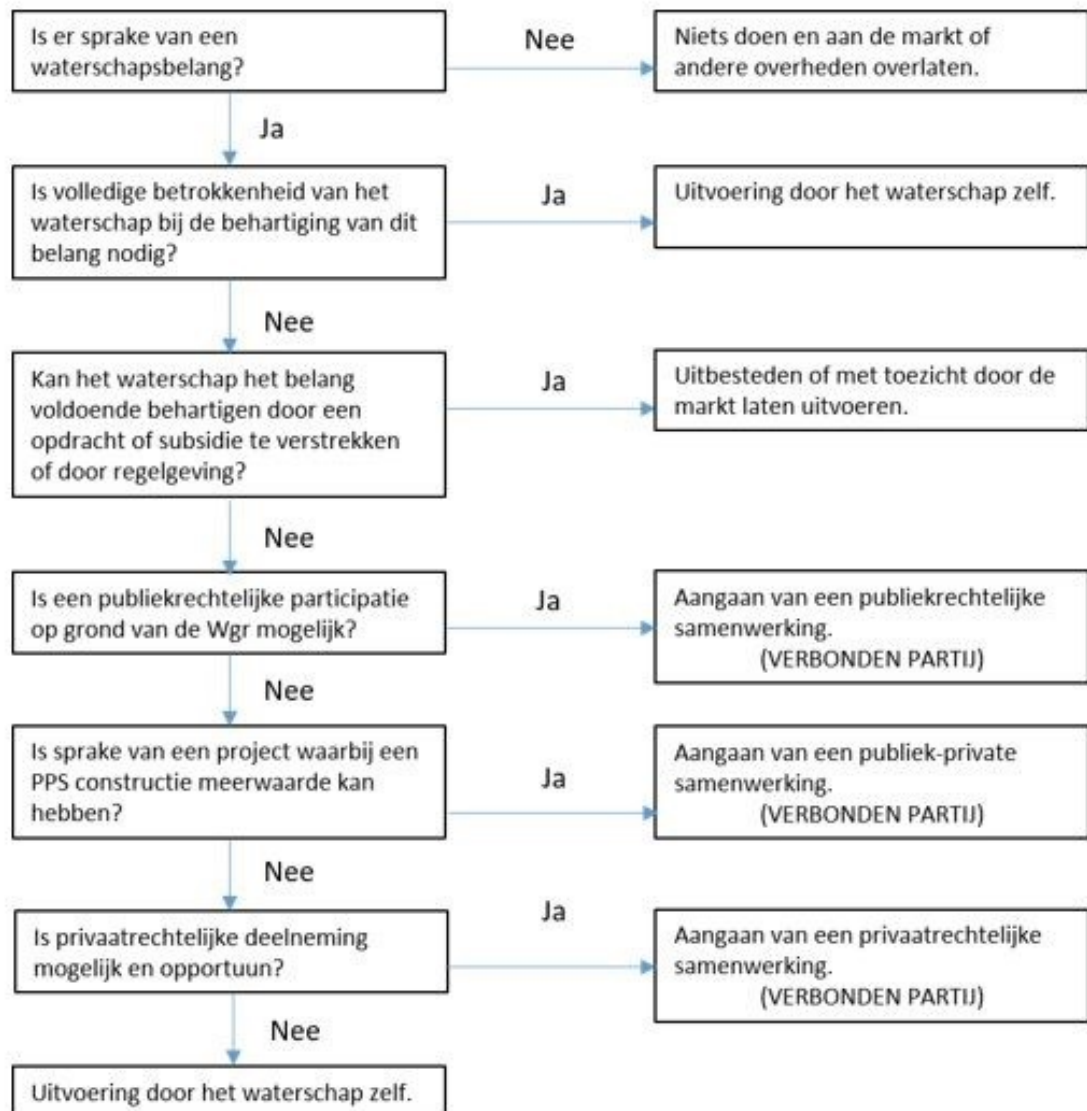 Is er sprake van een
waterschapsbelang?
Nee
Niets doen en aan de markt of
andere overheden overlaten.
Ja
Is volledige betrokkenheid van het
waterschap bij de behartiging van dit
belang nodig?
Ja
Uitvoering door het waterschap zelf.
Nee
Kan het waterschap het belang
voldoende behartigen door een
opdracht of subsidie te verstrekken
of door regelgeving?
Ja
Uitbesteden of met toezicht door de
markt laten uitvoeren.
Nee
Is een publiekrechtelijke participatie
op grond van de Wgr mogelijk?
Ja
Aangaan van een publiekrechtelijke
samenwerking.
(VERBONDEN PARTIJ)
Nee
Is sprake van een project waarbij een
PPS constructie meerwaarde kan
hebben?
Ja
Aangaan van een publiek-private
samenwerking.
(VERBONDEN PARTIJ)
Nee
Is privaatrechtelijke deelneming
mogelijk en opportuun?
Ja
Aangaan van een privaatrechtelijke
samenwerking.
(VERBONDEN PARTIJ)
Nee
Uitvoering door het waterschap zelf.